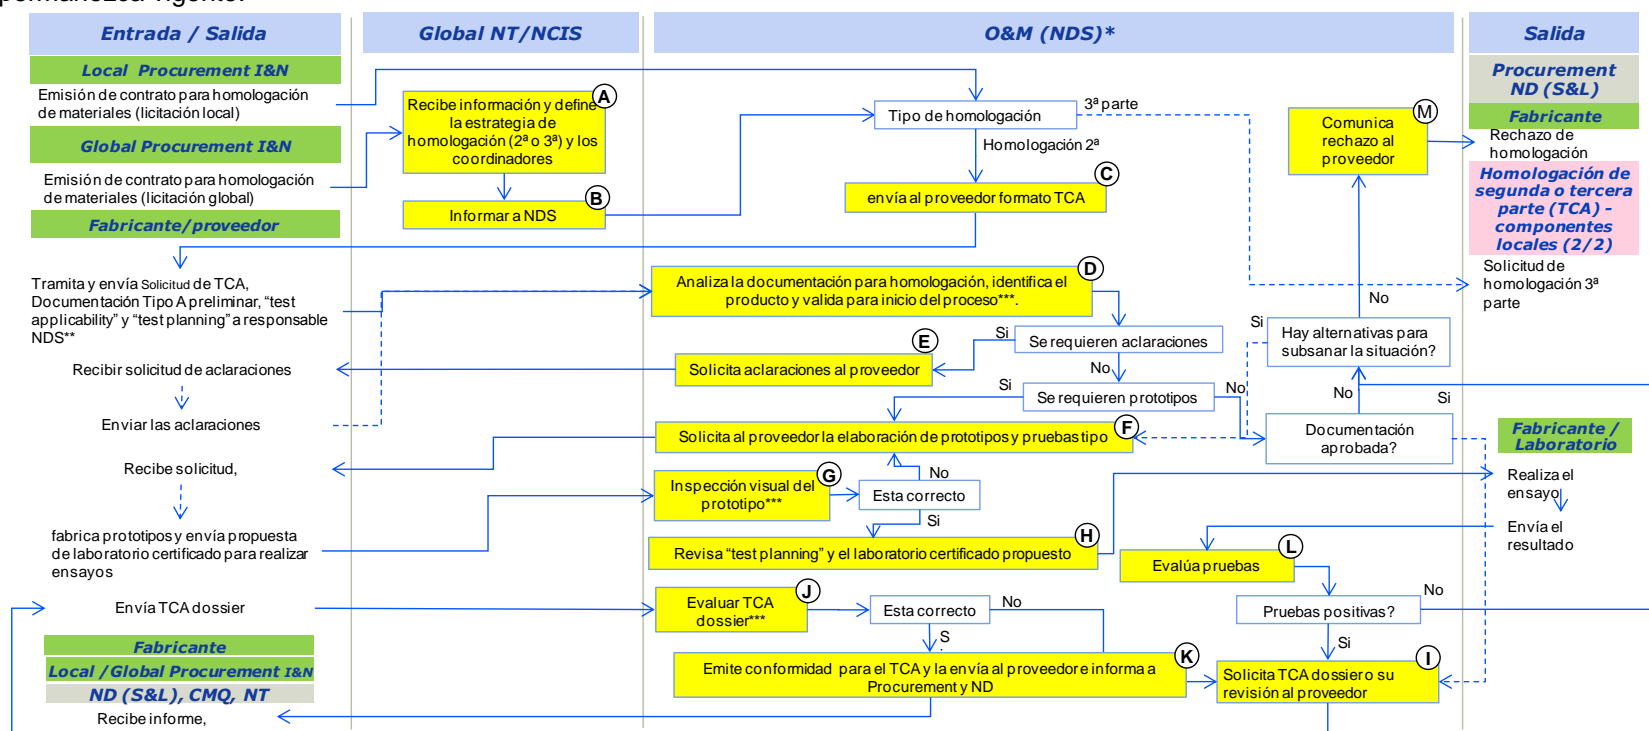 permanezca vigente.
Entrada / Salida
Global NT/NCIS
O&M (NDS)*
Salida
Local Procurement I&N
Emisión de contrato para homologación
de materiales (licitación local)
Global Procurement I&N
Emisión de contrato para homologación
de materiales (licitación global)
Fabricante/proveedor
Tramita y envía Solicitud de TCA,
Documentación Tipo A preliminar, “test
applicability” y “test planning” a responsable
NDS**
Recibir solicitud de aclaraciones
Enviar las aclaraciones
Recibe solicitud,
fabrica prototipos y envía propuesta
de laboratorio certificado para realizar
ensayos
Envía TCA dossier
Fabricante
Local /Global Procurement I&N
ND (S&L), CMQ, NT
Recibe informe,
A
Recibe información y define
la estrategia de
homologación (2ª o 3ª) y los
coordinadores
B
Informar a NDS
Tipo de homologación
3ª parte
Homologación 2ª
C
envía al proveedor formato TCA
D
Analiza la documentación para homologación, identifica el
producto y valida para inicio del proceso***.
Si
Se requieren aclaraciones
E
Solicita aclaraciones al proveedor
No
Si
Se requieren prototipos
No
F
Solicita al proveedor la elaboración de prototipos y pruebas tipo
G
Inspección visual del
prototipo***
No
Esta correcto
Si
H
Revisa “test planning” y el laboratorio certificado propuesto
J
Evaluar TCA
dossier***
Esta correcto
No
S
K
Emite conformidad para el TCA y la envía al proveedor e informa a
Procurement y ND
M
Comunica
rechazo al
proveedor
No
Si
Hay alternativas para
subsanar la situación?
No
Si
Documentación
aprobada?
L
Evalúa pruebas
Pruebas positivas?
No
Si
I
Solicita TCA dossier o su
revisión al proveedor
Procurement
ND (S&L)
Fabricante
Rechazo de
homologación
Homologación de
segunda o tercera
parte (TCA) –
componentes
locales (2/2)
Solicitud de
homologación 3ª
parte
Fabricante /
Laboratorio
Realiza el
ensayo
Envía el
resultado